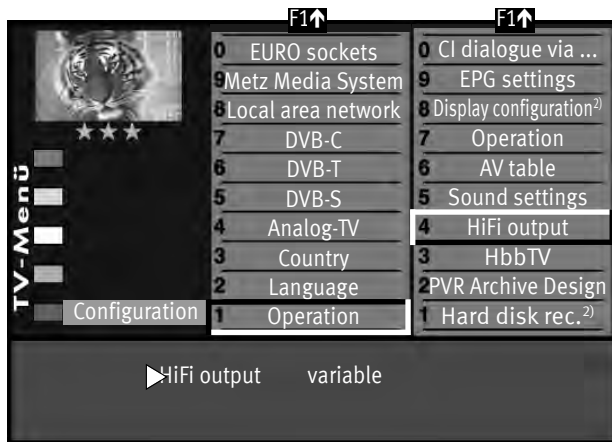 F1↑ F1↑
0 EURO sockets
9 Metz Media System
8 Local area network
7 DVB-C
6 DVB-T
5 DVB-S
4 Analog-TV
3 Country
2 Language
1 Operation
0 CI dialogue via ...
9 EPG settings
8 Display configuration2)
7 Operation
6 AV table
5 Sound settings
4 HiFi output
3 HbbTV
2 PVR Archive Design
1 Hard disk rec.2)
TV-Menü
Configuration
HiFi output variable